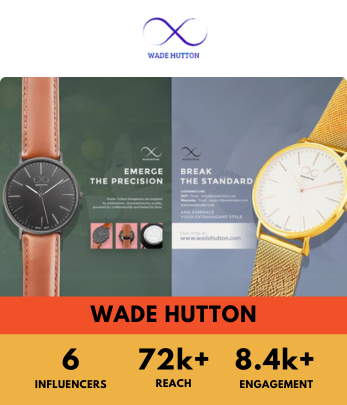 WADE HUTTON
EMERGE
THE PRECISION
BREAK
THE STANDARD
AND EMBRACE
YOUR EXTRAVAGANT STYLE
www.wadehutton.com
WADE HUTTON
6
INFLUENCERS
72k+
REACH
8.4k+
ENGAGEMENT